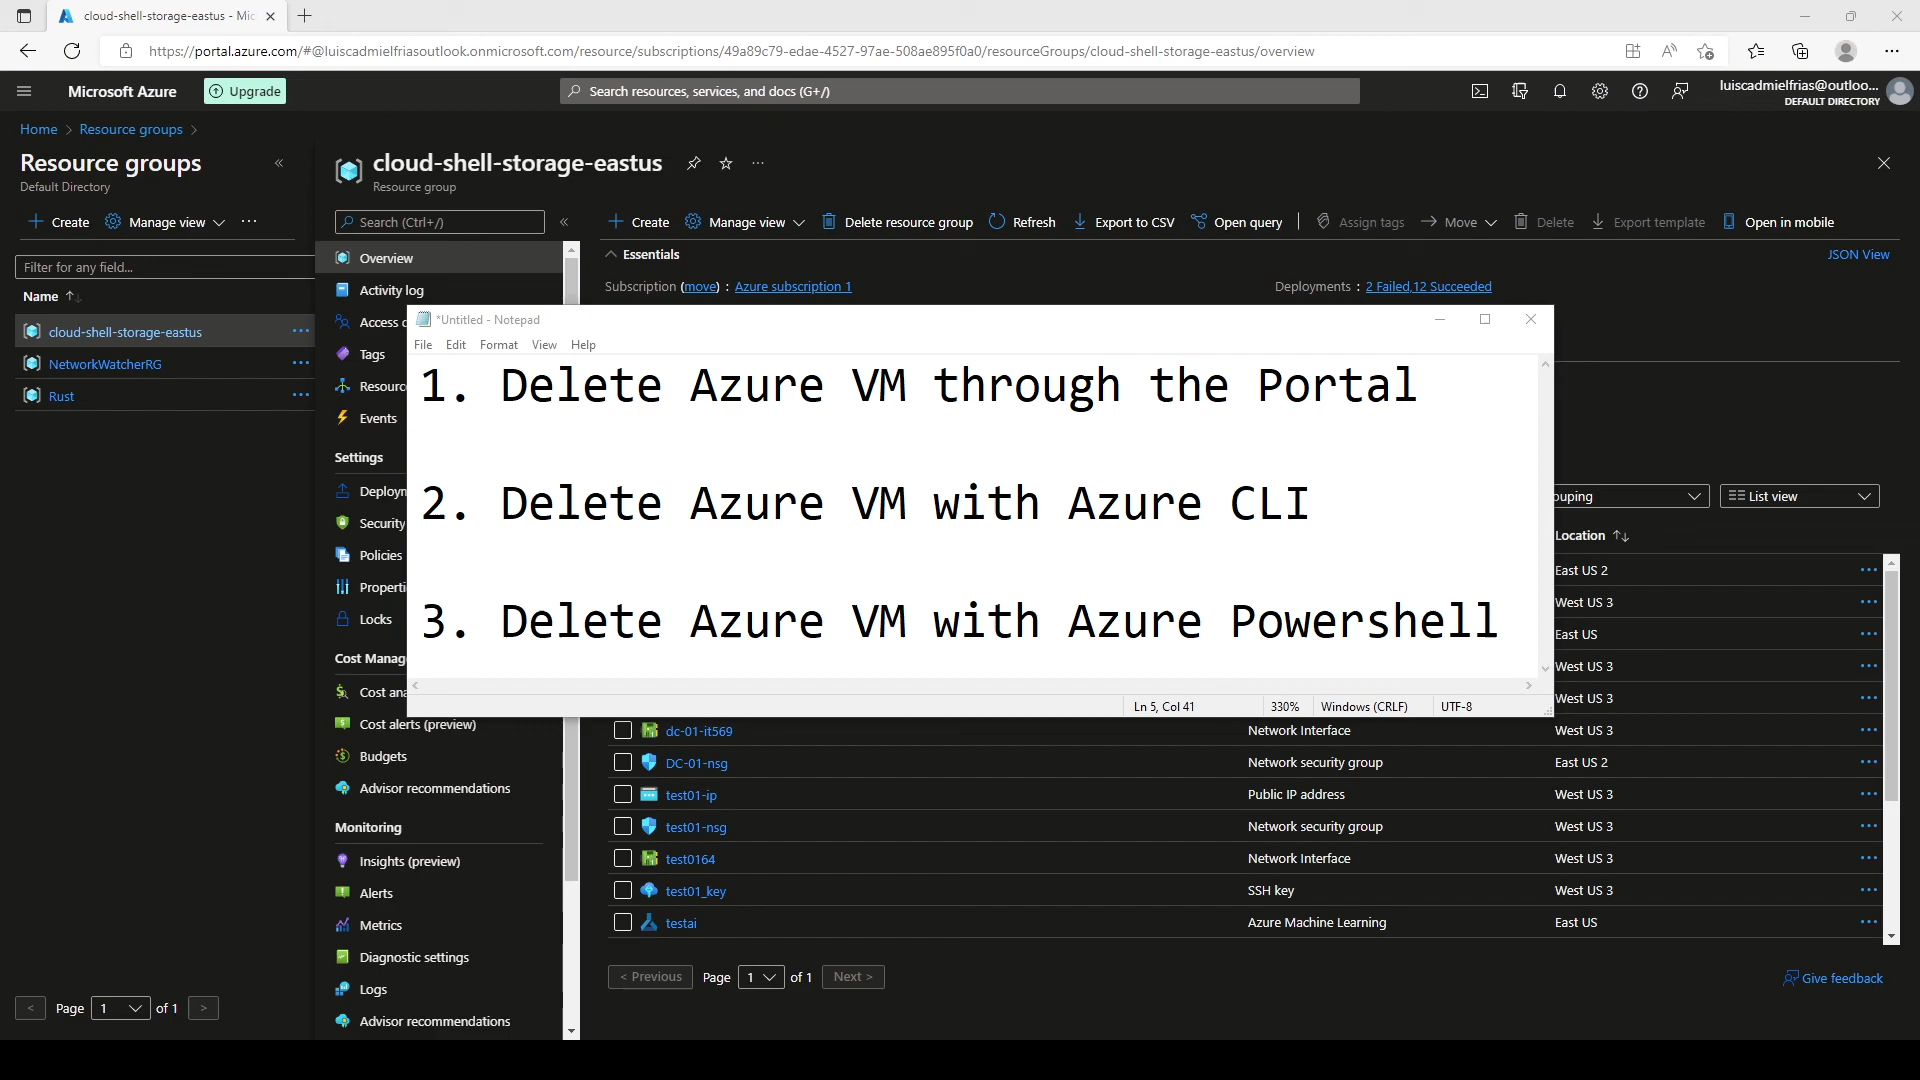 cloud-shell-storage-eastus - Mic
https://portal.azure.com/#@luiscadmielfriasoutlook.onmicrosoft.com/resource/subscriptions/49a89c79-edae-4527-97ae-508ae895f0a0/resourceGroups/cloud-shell-storage-eastus/overview
Microsoft Azure
Upgrade
Search resources, services, and docs (G+/)
luiscadmielfrias@outloo...
DEFAULT DIRECTORY
Home > Resource groups >
Resource groups
Default Directory
Create Manage view
Filter for any field...
Name
cloud-shell-storage-eastus
NetworkWatcherRG
Rust
< Page 1 of 1 >
cloud-shell-storage-eastus
Resource group
Search (Ctrl+/)
Overview
Activity log
Access
Tags
Resourc
Events
Settings
Deploym
Security
Policies
Properti
Locks
Cost Manag
Cost ana
Cost alerts (preview)
Budgets
Advisor recommendations
Monitoring
Insights (preview)
Alerts
Metrics
Diagnostic settings
Logs
Advisor recommendations
Create Manage view Delete resource group Refresh Export to CSV Open query Assign tags Move Delete Export template Open in mobile
Essentials
JSON View
Subscription (move) : Azure subscription 1
Deployments : 2 Failed,12 Succeeded
*Untitled - Notepad
File Edit Format View Help
1. Delete Azure VM through the Portal
2. Delete Azure VM with Azure CLI
3. Delete Azure VM with Azure Powershell
Ln 5, Col 41 330% Windows (CRLF) UTF-8
ouping
List view
Location
East US 2
West US 3
East US
West US 3
West US 3
dc-01-it569 Network Interface West US 3
DC-01-nsg Network security group East US 2
test01-ip Public IP address West US 3
test01-nsg Network security group West US 3
test0164 Network Interface West US 3
test01_key SSH key West US 3
testai Azure Machine Learning East US
< Previous Page 1 of 1 Next >
Give feedback